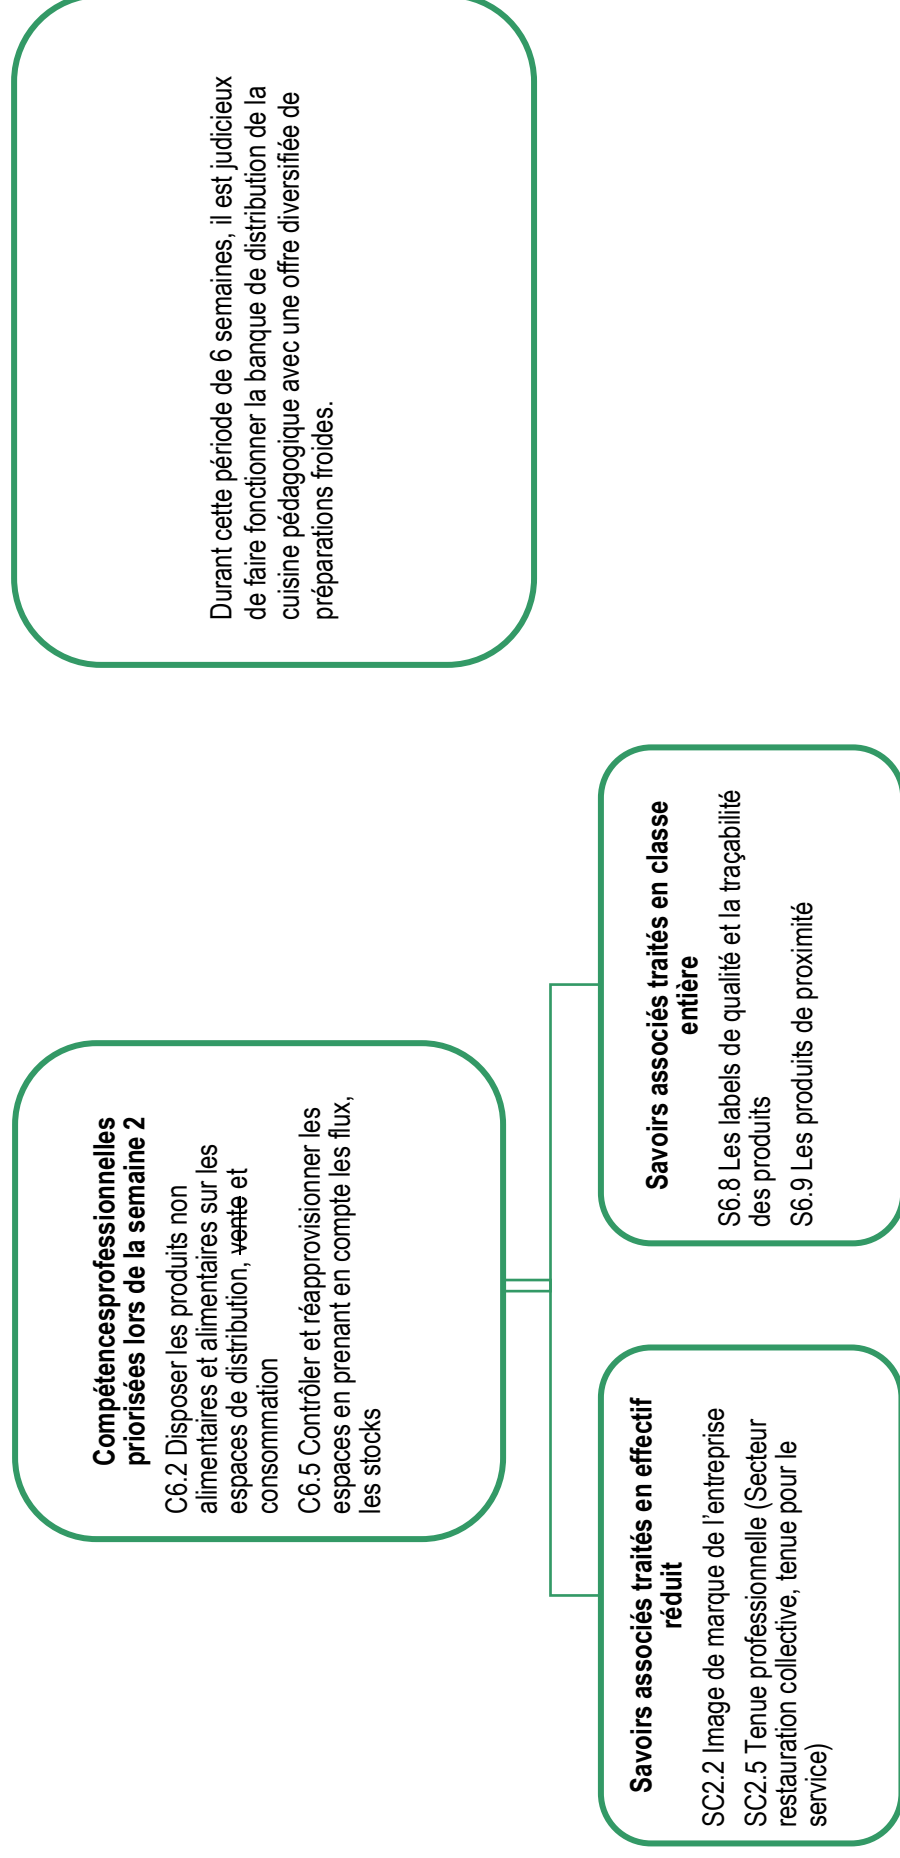 Compétencesprofessionnelles
priorisées lors de la semaine 2
C6.2 Disposer les produits non
alimentaires et alimentaires sur les
espaces de distribution, vente et
consommation
C6.5 Contrôler et réapprovisionner les
espaces en prenant en compte les flux,
les stocks
Durant cette période de 6 semaines, il est judicieux
de faire fonctionner la banque de distribution de la
cuisine pédagogique avec une offre diversifiée de
préparations froides.
Savoirs associés traités en effectif
réduit
SC2.2 Image de marque de l'entreprise
SC2.5 Tenue professionnelle (Secteur
restauration collective, tenue pour le
service)
Savoirs associés traités en classe
entière
S6.8 Les labels de qualité et la traçabilité
des produits
S6.9 Les produits de proximité